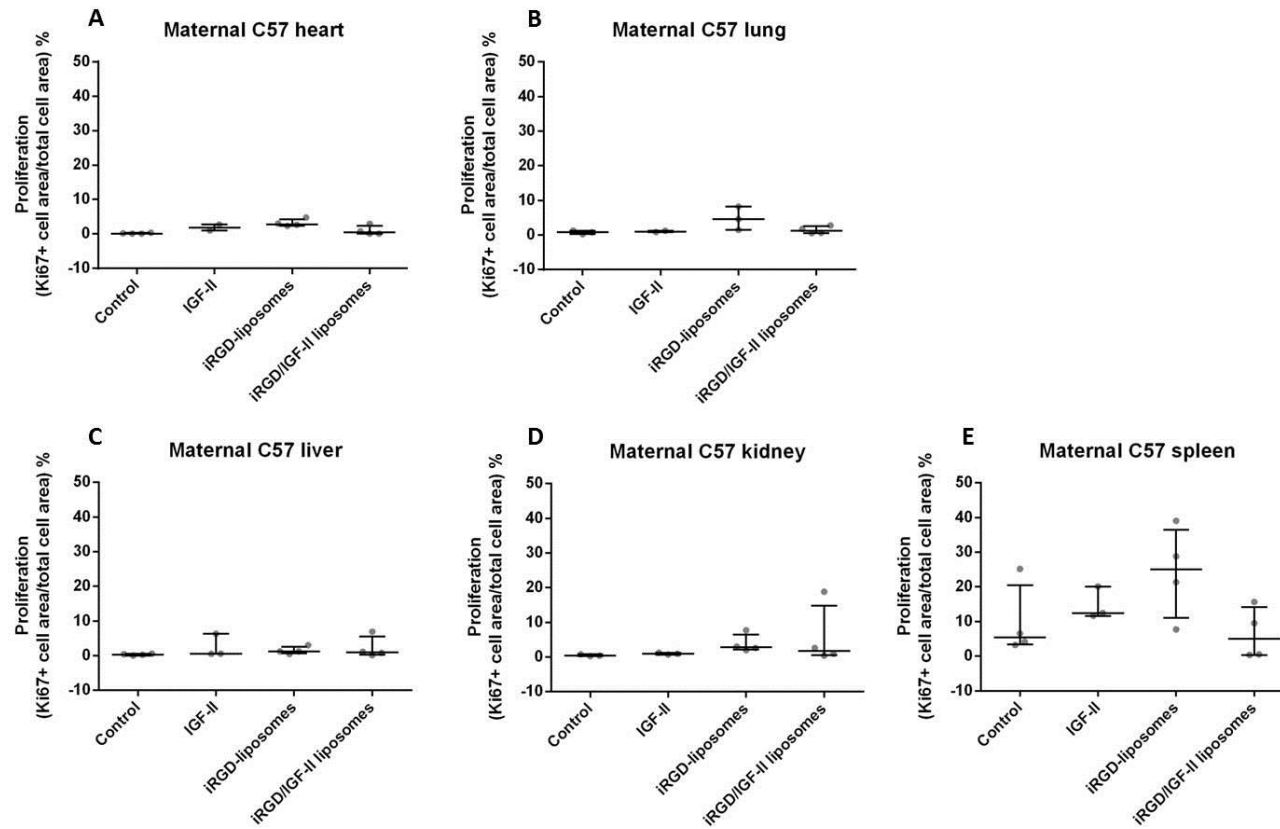 A
Maternal C57 heart
Proliferation
(Ki67+ cell area/total cell area) %
50
40
30
20
10
0
-10
Control
IGF-II
iRGD-liposomes
iRGD/IGF-II liposomes
B
Maternal C57 lung
Proliferation
(Ki67+ cell area/total cell area) %
50
40
30
20
10
0
-10
Control
IGF-II
iRGD-liposomes
iRGD/IGF-II liposomes
C
Maternal C57 liver
Proliferation
(Ki67+ cell area/total cell area) %
50
40
30
20
10
0
-10
Control
IGF-II
iRGD-liposomes
iRGD/IGF-II liposomes
D
Maternal C57 kidney
Proliferation
(Ki67+ cell area/total cell area) %
50
40
30
20
10
0
-10
Control
IGF-II
iRGD-liposomes
iRGD/IGF-II liposomes
E
Maternal C57 spleen
Proliferation
(Ki67+ cell area/total cell area) %
50
40
30
20
10
0
-10
Control
IGF-II
iRGD-liposomes
iRGD/IGF-II liposomes